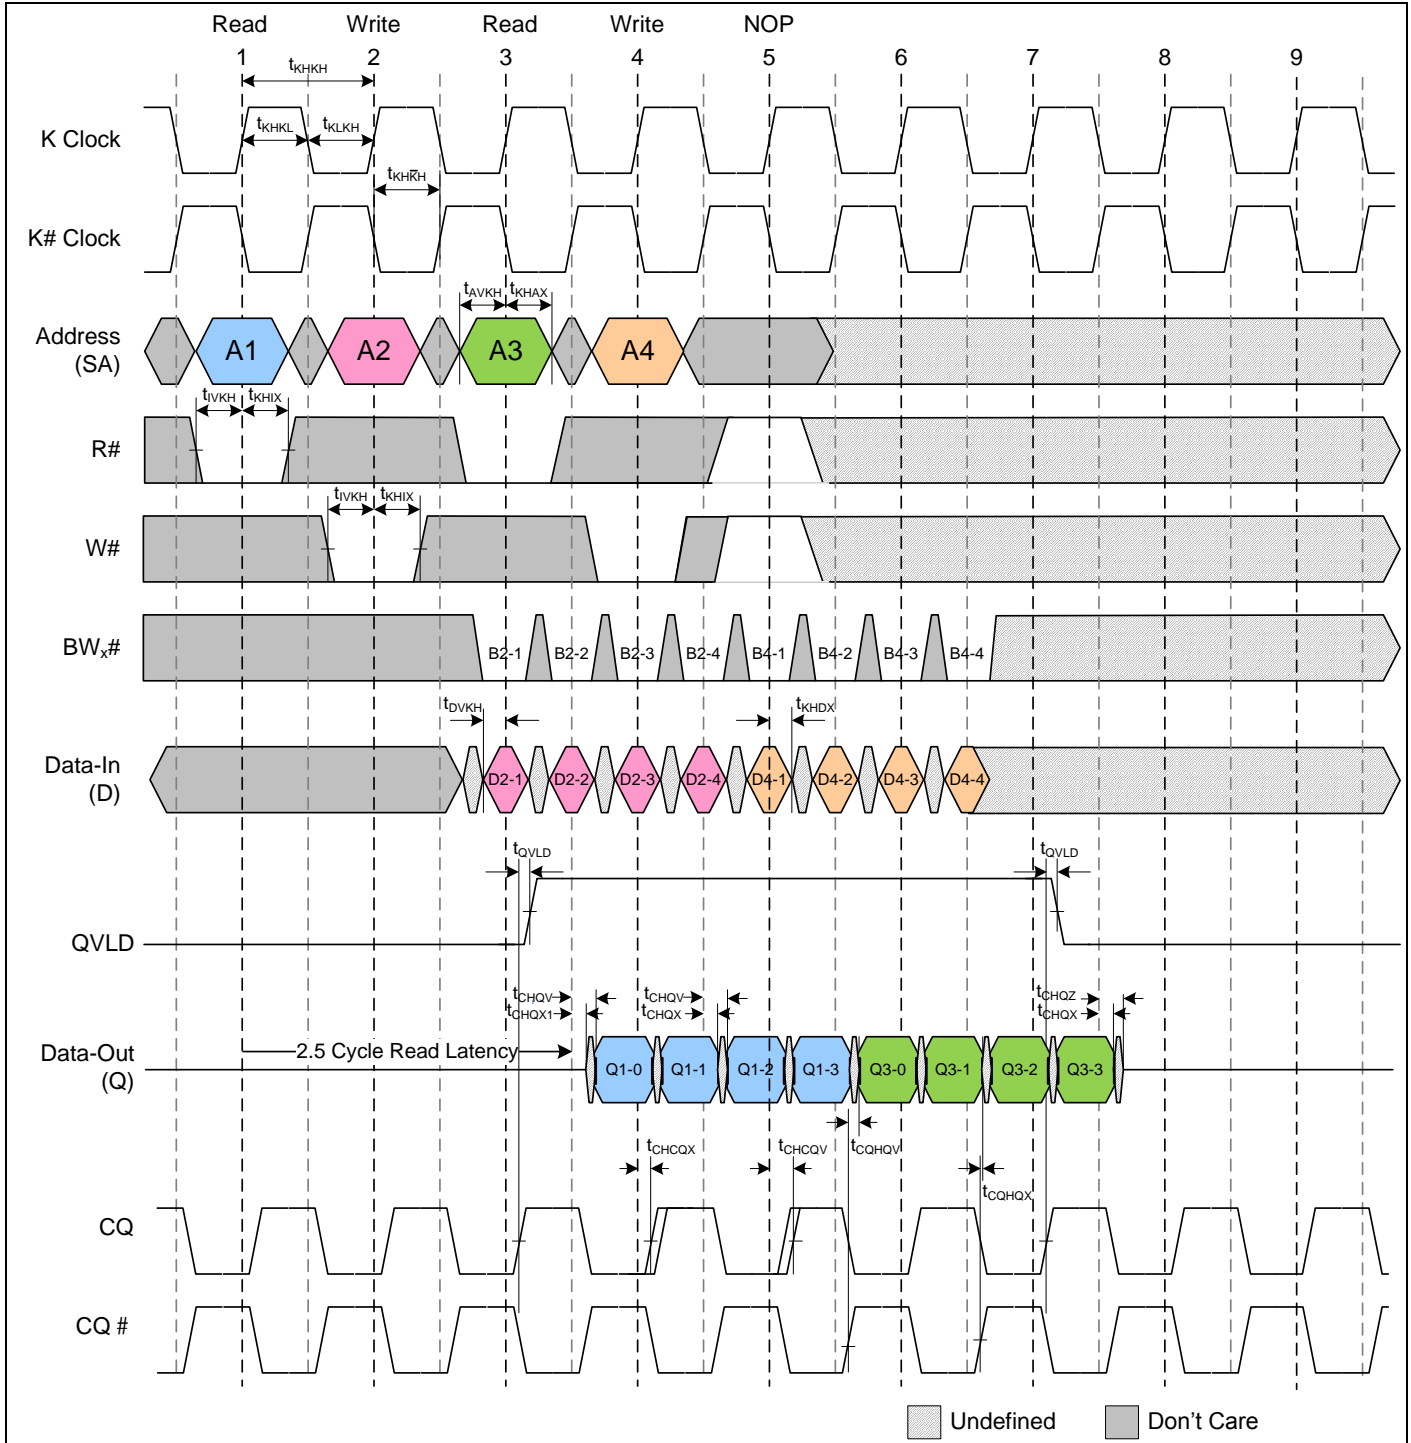 Read Write Read Write NOP
1 2 3 4 5 6 7 8 9
tKHKH
K Clock
tKHKL tKLKH
tKHK̅H
K# Clock
tAVKH tKHAX
Address
(SA)
A1 A2 A3 A4
tIVKH tKHIX
R#
tIVKH tKHIX
W#
BWx#
B2-1 B2-2 B2-3 B2-4 B4-1 B4-2 B4-3 B4-4
tDVKH tKHDX
Data-In
(D)
D2-1 D2-2 D2-3 D2-4 D4-1 D4-2 D4-3 D4-4
tQVLD tQVLD
QVLD
tCHQV tCHQV tCHQZ
tCHQX1 tCHQX tCHQX
Data-Out
(Q)
2.5 Cycle Read Latency
Q1-0 Q1-1 Q1-2 Q1-3 Q3-0 Q3-1 Q3-2 Q3-3
tCHCQX tCHCQV tCQHQV
tCQHQX
CQ
CQ #
Undefined Don't Care